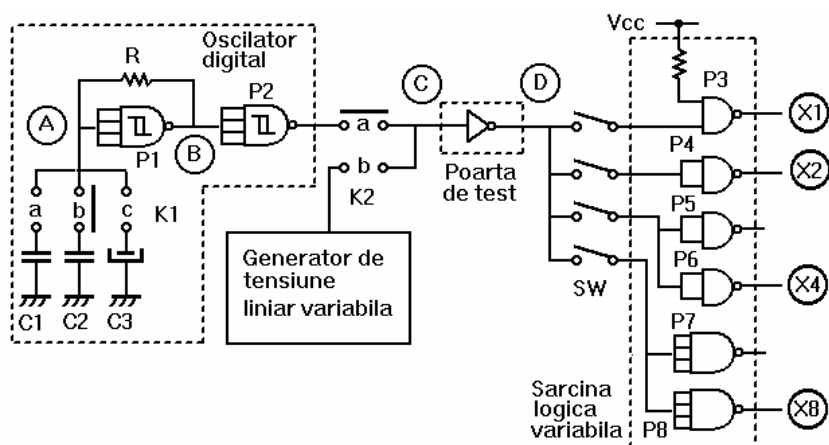 Oscilator
digital
R
P2
A
P1
B
a
b
c
K1
C1
C2
C3
a
b
K2
C
D
Poarta
de test
Generator de
tensiune
liniar variabila
SW
Vcc
P3
X1
P4
X2
P5
P6
X4
P7
P8
X8
Sarcina
logica
variabila